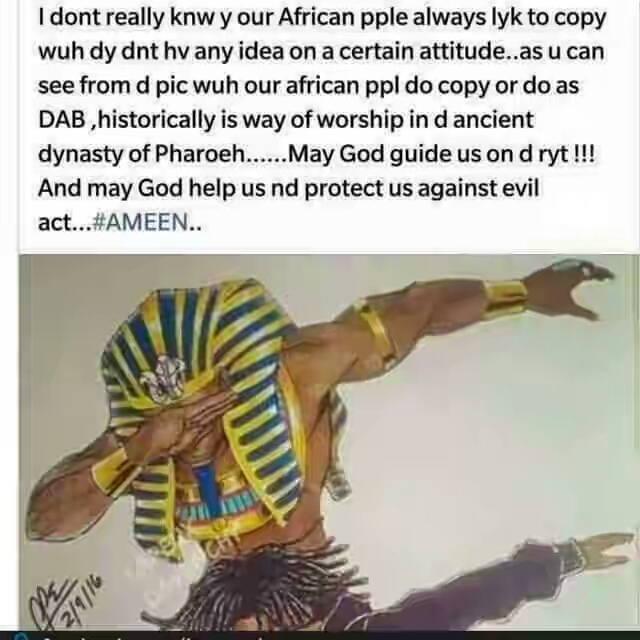 I dont really knw y our African pple always lyk to copy
wuh dy dnt hv any idea on a certain attitude..as u can
see from d pic wuh our african ppl do copy or do as
DAB ,historically is way of worship in d ancient
dynasty of Pharoeh......May God guide us on d ryt !!!
And may God help us nd protect us against evil
act...#AMEEN..
2/9/16